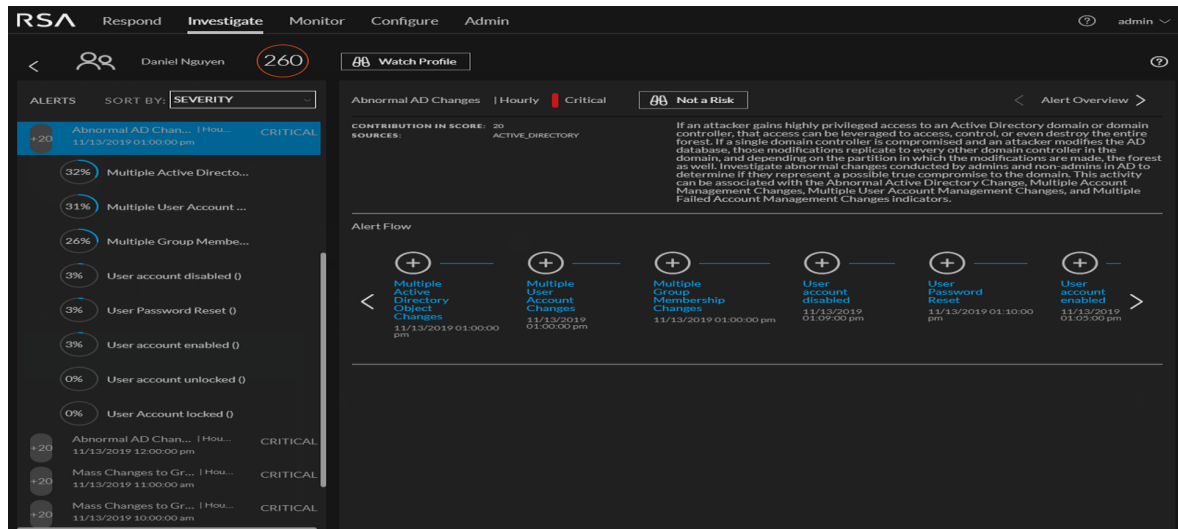 RSA Respond Investigate Monitor Configure Admin admin
Daniel Nguyen 260 Watch Profile
ALERTS SORT BY: SEVERITY
+20 Abnormal AD Chan... | Hou... CRITICAL
11/13/2019 01:00:00 pm
32% Multiple Active Directo...
31% Multiple User Account ...
26% Multiple Group Membe...
3% User account disabled ()
3% User Password Reset ()
3% User account enabled ()
0% User account unlocked ()
0% User Account locked ()
+20 Abnormal AD Chan... | Hou... CRITICAL
11/13/2019 12:00:00 pm
+20 Mass Changes to Gr... | Hou... CRITICAL
11/13/2019 11:00:00 am
+20 Mass Changes to Gr... | Hou... CRITICAL
11/13/2019 10:00:00 am
Abnormal AD Changes | Hourly Critical Not a Risk Alert Overview
CONTRIBUTION IN SCORE: 20
SOURCES: ACTIVE_DIRECTORY
If an attacker gains highly privileged access to an Active Directory domain or domain
controller, that access can be leveraged to access, control, or even destroy the entire
forest. If a single domain controller is compromised and an attacker modifies the AD
database, those modifications replicate to every other domain controller in the
domain, and depending on the partition in which the modifications are made, the forest
as well. Investigate abnormal changes conducted by admins and non-admins in AD to
determine if they represent a possible true compromise to the domain. This activity
can be associated with the Abnormal Active Directory Change, Multiple Account
Management Changes, Multiple User Account Management Changes, and Multiple
Failed Account Management Changes indicators.
Alert Flow
Multiple
Active
Directory
Object
Changes
11/13/2019 01:00:00
pm
Multiple
User
Account
Changes
11/13/2019
01:00:00 pm
Multiple
Group
Membership
Changes
11/13/2019 01:00:00 pm
User
account
disabled
11/13/2019
01:09:00 pm
User
Password
Reset
11/13/2019 01:10:00
pm
User
account
enabled
11/13/2019
01:05:00 pm